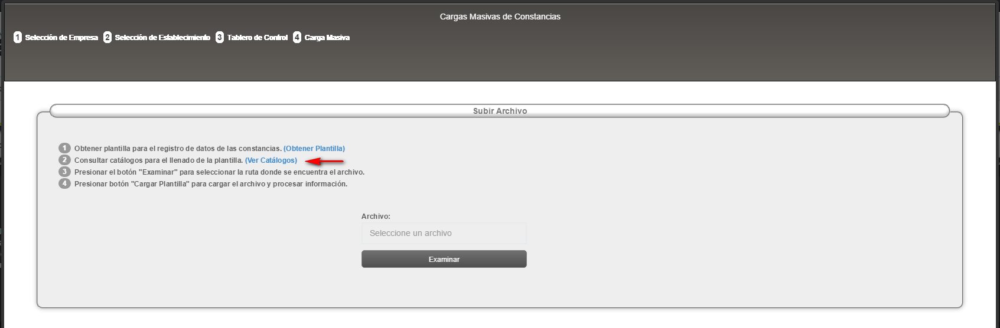 Cargas Masivas de Constancias
1 Selección de Empresa 2 Selección de Establecimiento 3 Tablero de Control 4 Carga Masiva
Subir Archivo
1 Obtener plantilla para el registro de datos de las constancias. (Obtener Plantilla)
2 Consultar catálogos para el llenado de la plantilla. (Ver Catálogos)
3 Presionar el botón "Examinar" para seleccionar la ruta donde se encuentra el archivo.
4 Presionar botón "Cargar Plantilla" para cargar el archivo y procesar información.
Archivo:
Seleccione un archivo
Examinar